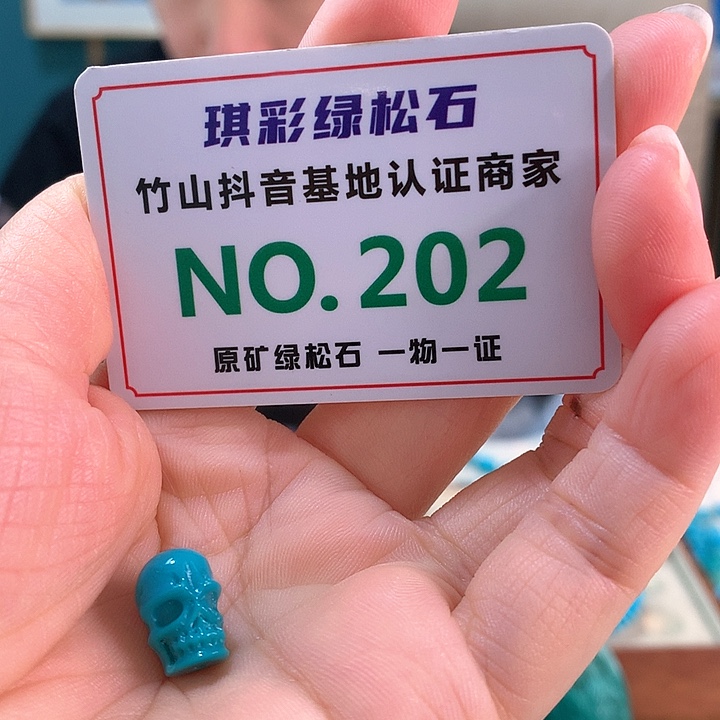 琪彩绿松石
竹山抖音基地认证商家
NO.202
原矿绿松石 一物一证